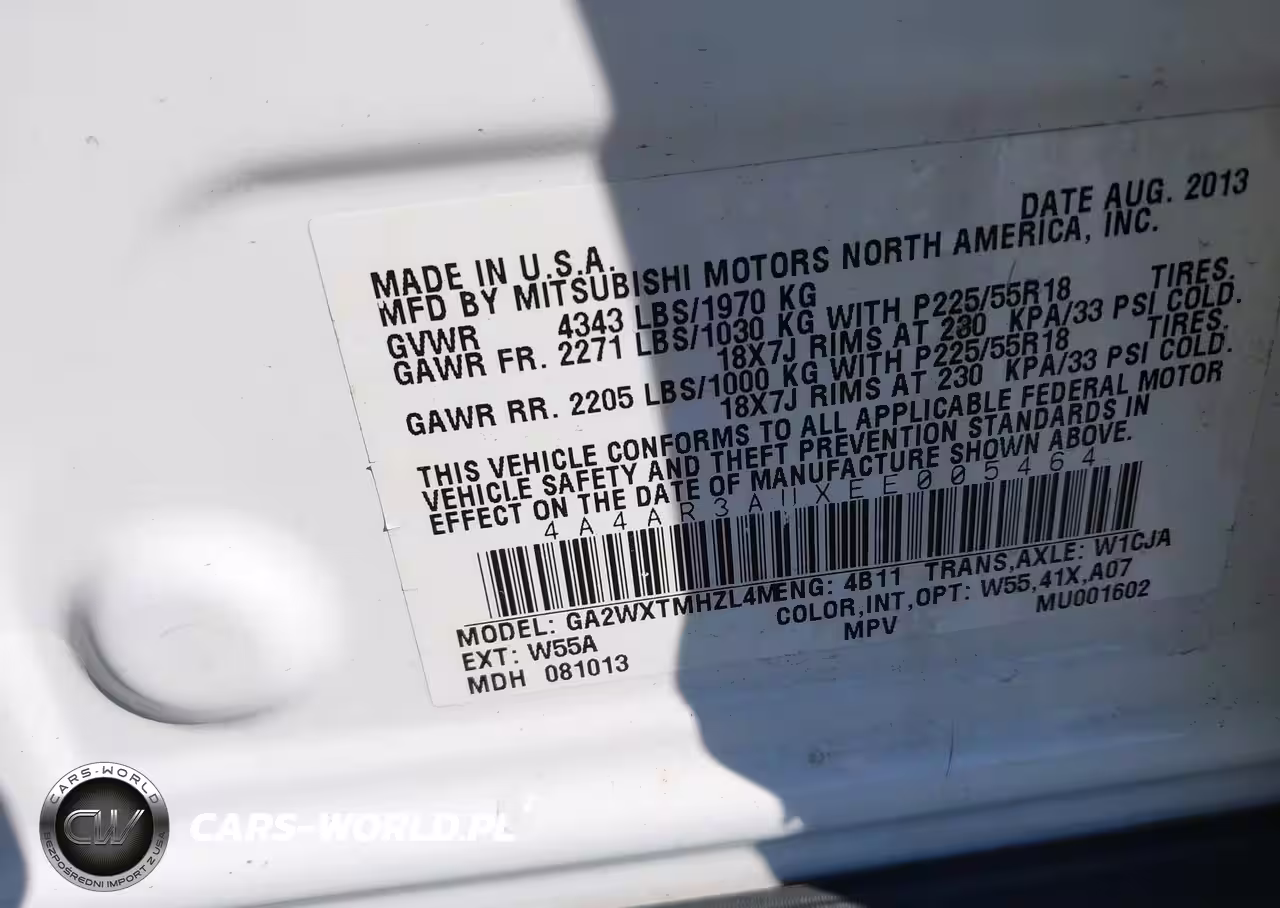 DATE AUG. 2013
MADE IN U.S.A.
MFD BY MITSUBISHI MOTORS NORTH AMERICA, INC.
GVWR 4343 LBS/1970 KG
GAWR FR. 2271 LBS/1030 KG WITH P225/55R18 TIRES.
18X7J RIMS AT 230 KPA/33 PSI COLD.
GAWR RR. 2205 LBS/1000 KG WITH P225/55R18 TIRES.
18X7J RIMS AT 230 KPA/33 PSI COLD.
THIS VEHICLE CONFORMS TO ALL APPLICABLE FEDERAL MOTOR
VEHICLE SAFETY AND THEFT PREVENTION STANDARDS IN
EFFECT ON THE DATE OF MANUFACTURE SHOWN ABOVE.
4A4AR3AUXEE005464
MODEL: GA2WXTMHZL4M ENG: 4B11 TRANS,AXLE: W1CJA
EXT: W55A COLOR,INT,OPT: W55,41X,A07
MDH 081013 MPV MU001602
CARS-WORLD
CW
BEZPOŚREDNI IMPORT Z USA
CARS-WORLD.PL